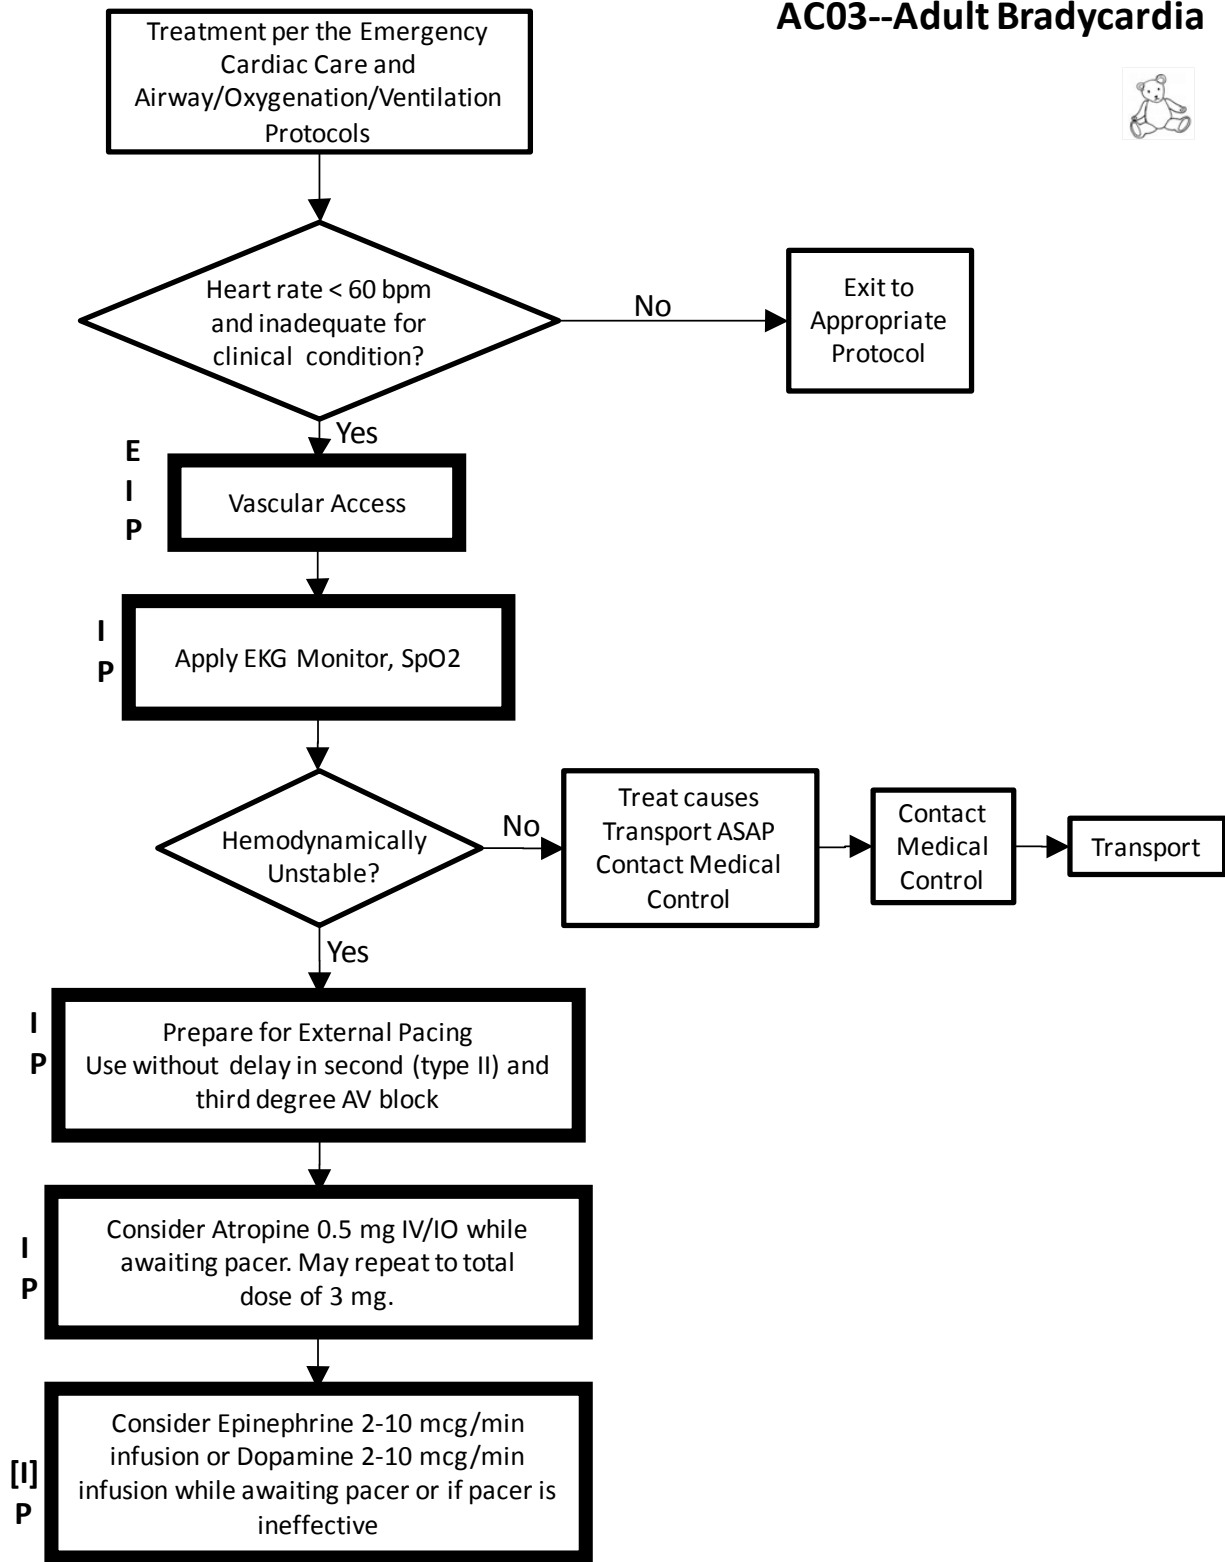 AC03--Adult Bradycardia
Treatment per the Emergency
Cardiac Care and
Airway/Oxygenation/Ventilation
Protocols
Heart rate < 60 bpm
and inadequate for
clinical condition?
No
Exit to
Appropriate
Protocol
Yes
E
I
P
Vascular Access
I
P
Apply EKG Monitor, SpO2
Hemodynamically
Unstable?
No
Treat causes
Transport ASAP
Contact Medical
Control
Contact
Medical
Control
Transport
Yes
I
P
Prepare for External Pacing
Use without delay in second (type II) and
third degree AV block
I
P
Consider Atropine 0.5 mg IV/IO while
awaiting pacer. May repeat to total
dose of 3 mg.
[I]
P
Consider Epinephrine 2-10 mcg/min
infusion or Dopamine 2-10 mcg/min
infusion while awaiting pacer or if pacer is
ineffective